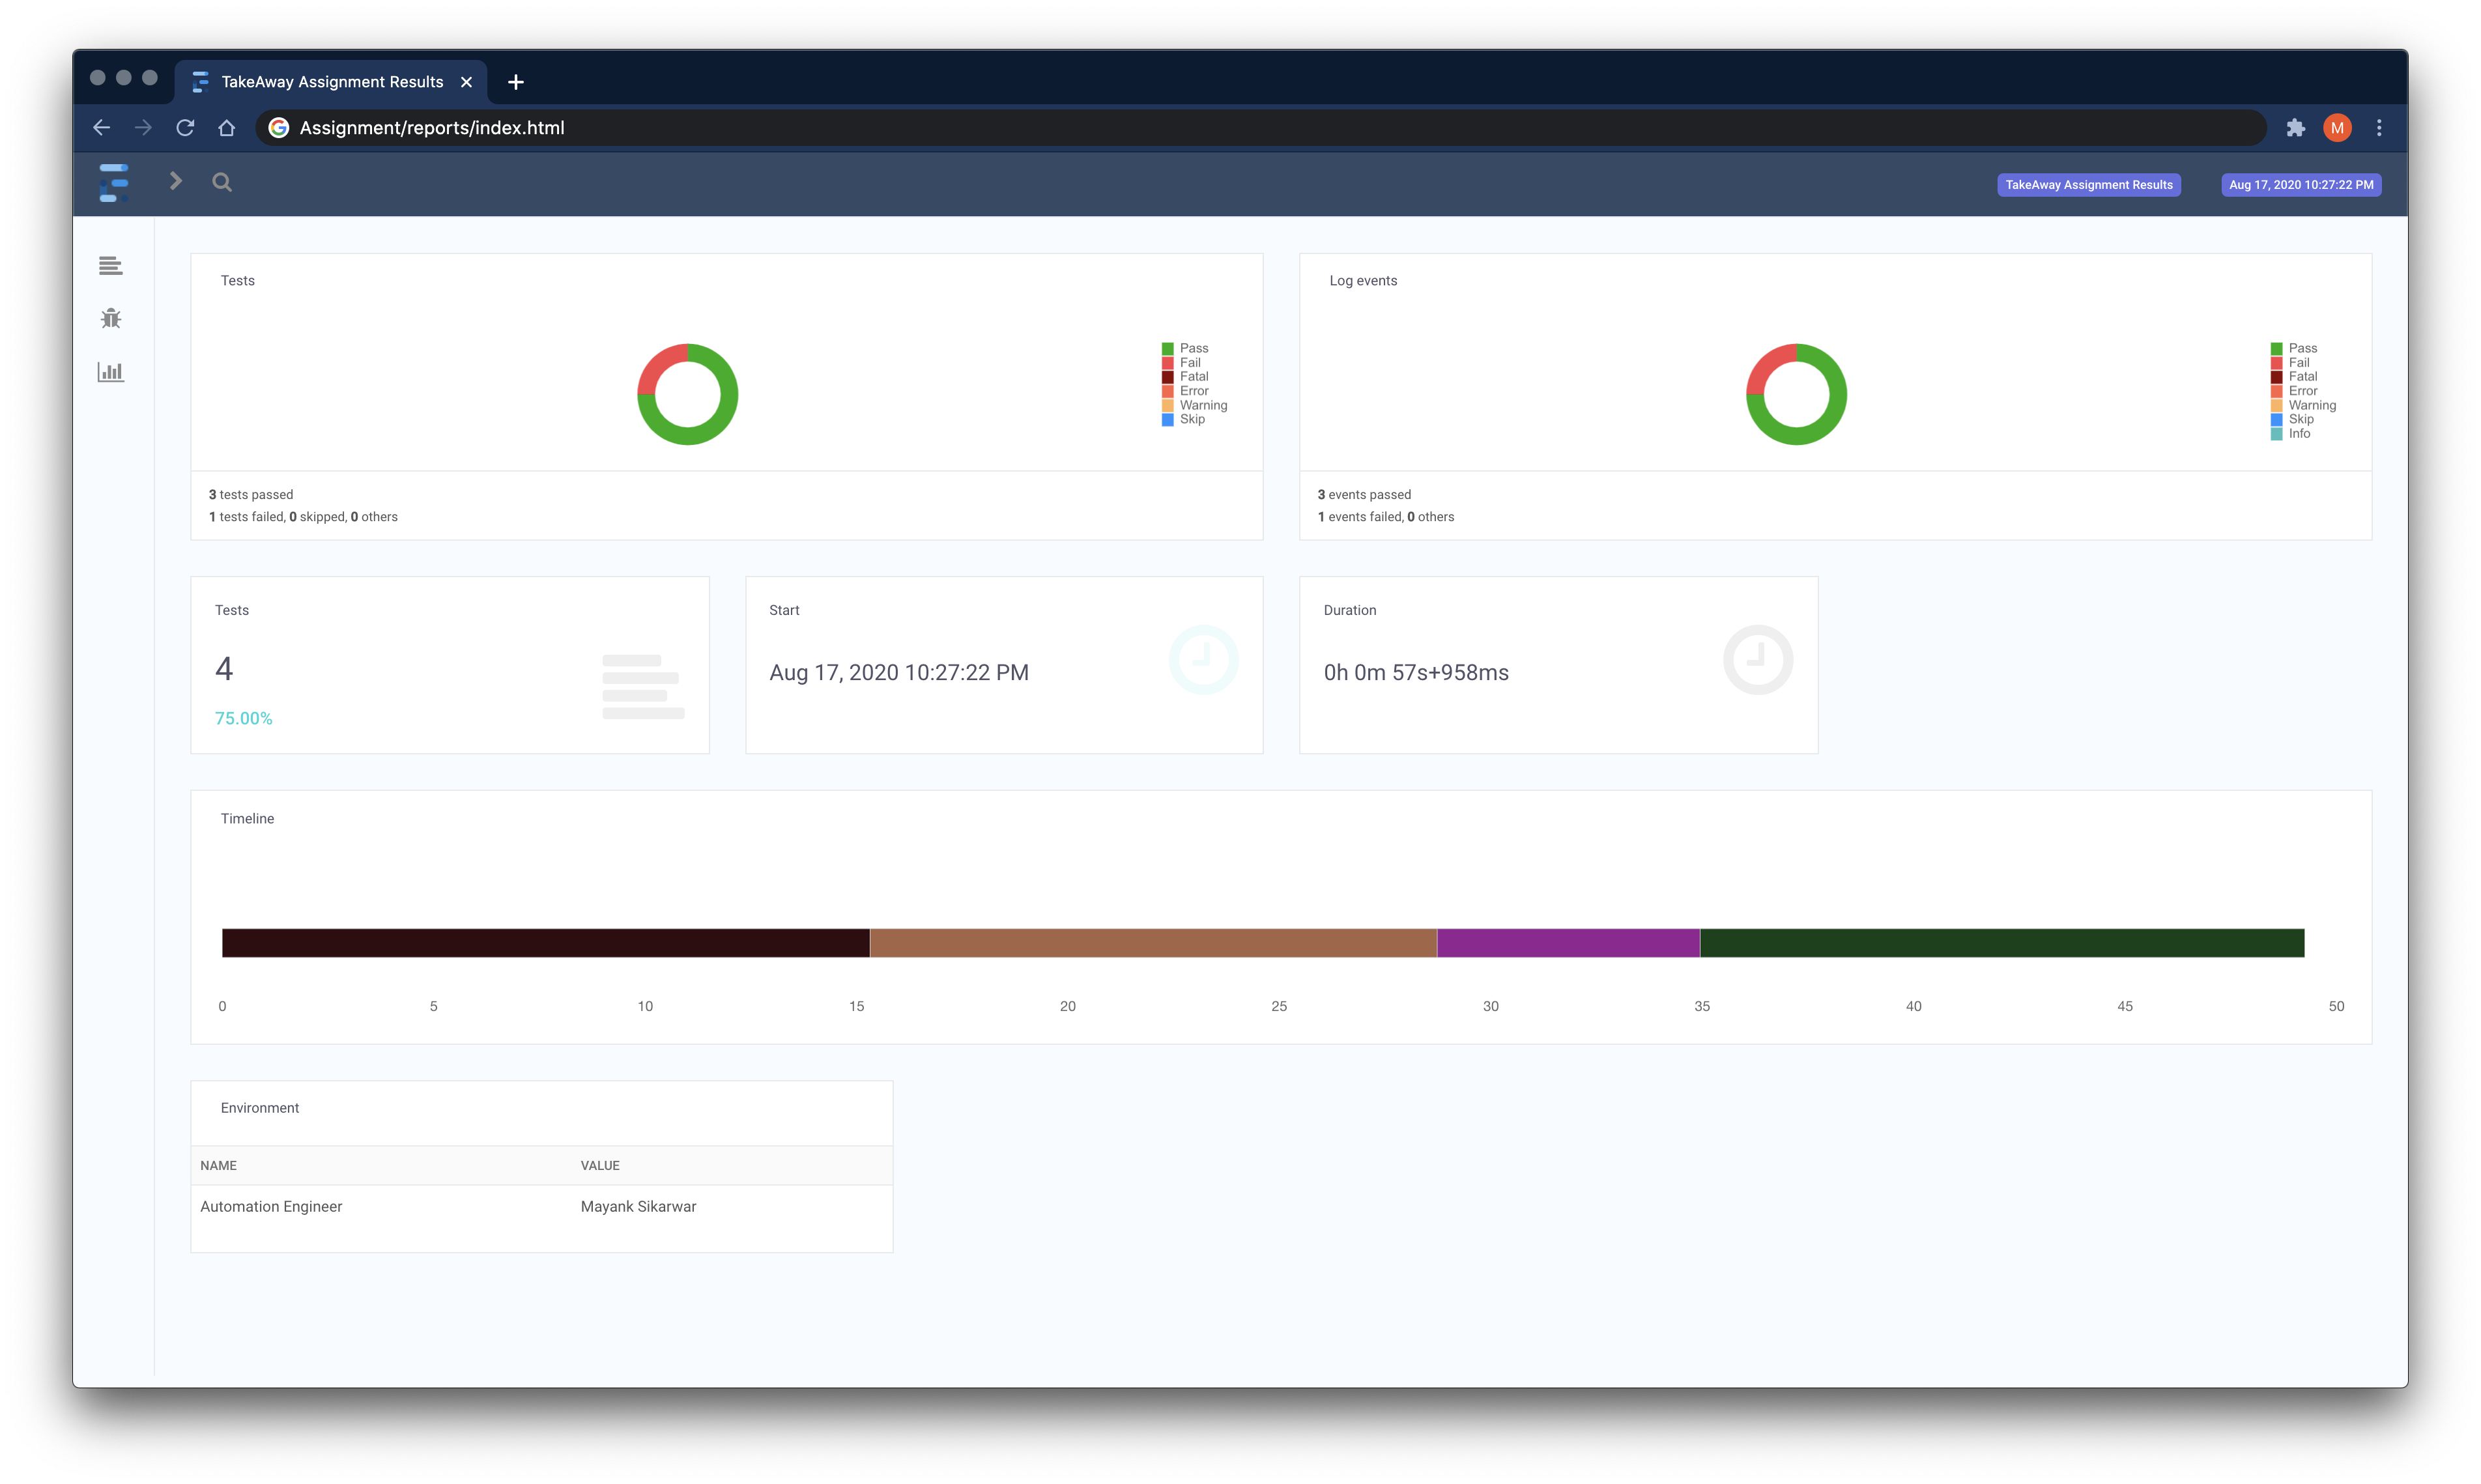 TakeAway Assignment Results
Assignment/reports/index.html
M
TakeAway Assignment Results
Aug 17, 2020 10:27:22 PM
Tests
Pass
Fail
Fatal
Error
Warning
Skip
3 tests passed
1 tests failed, 0 skipped, 0 others
Log events
Pass
Fail
Fatal
Error
Warning
Skip
Info
3 events passed
1 events failed, 0 others
Tests
4
75.00%
Start
Aug 17, 2020 10:27:22 PM
Duration
0h 0m 57s+958ms
Timeline
0 5 10 15 20 25 30 35 40 45 50
Environment
NAME VALUE
Automation Engineer Mayank Sikarwar